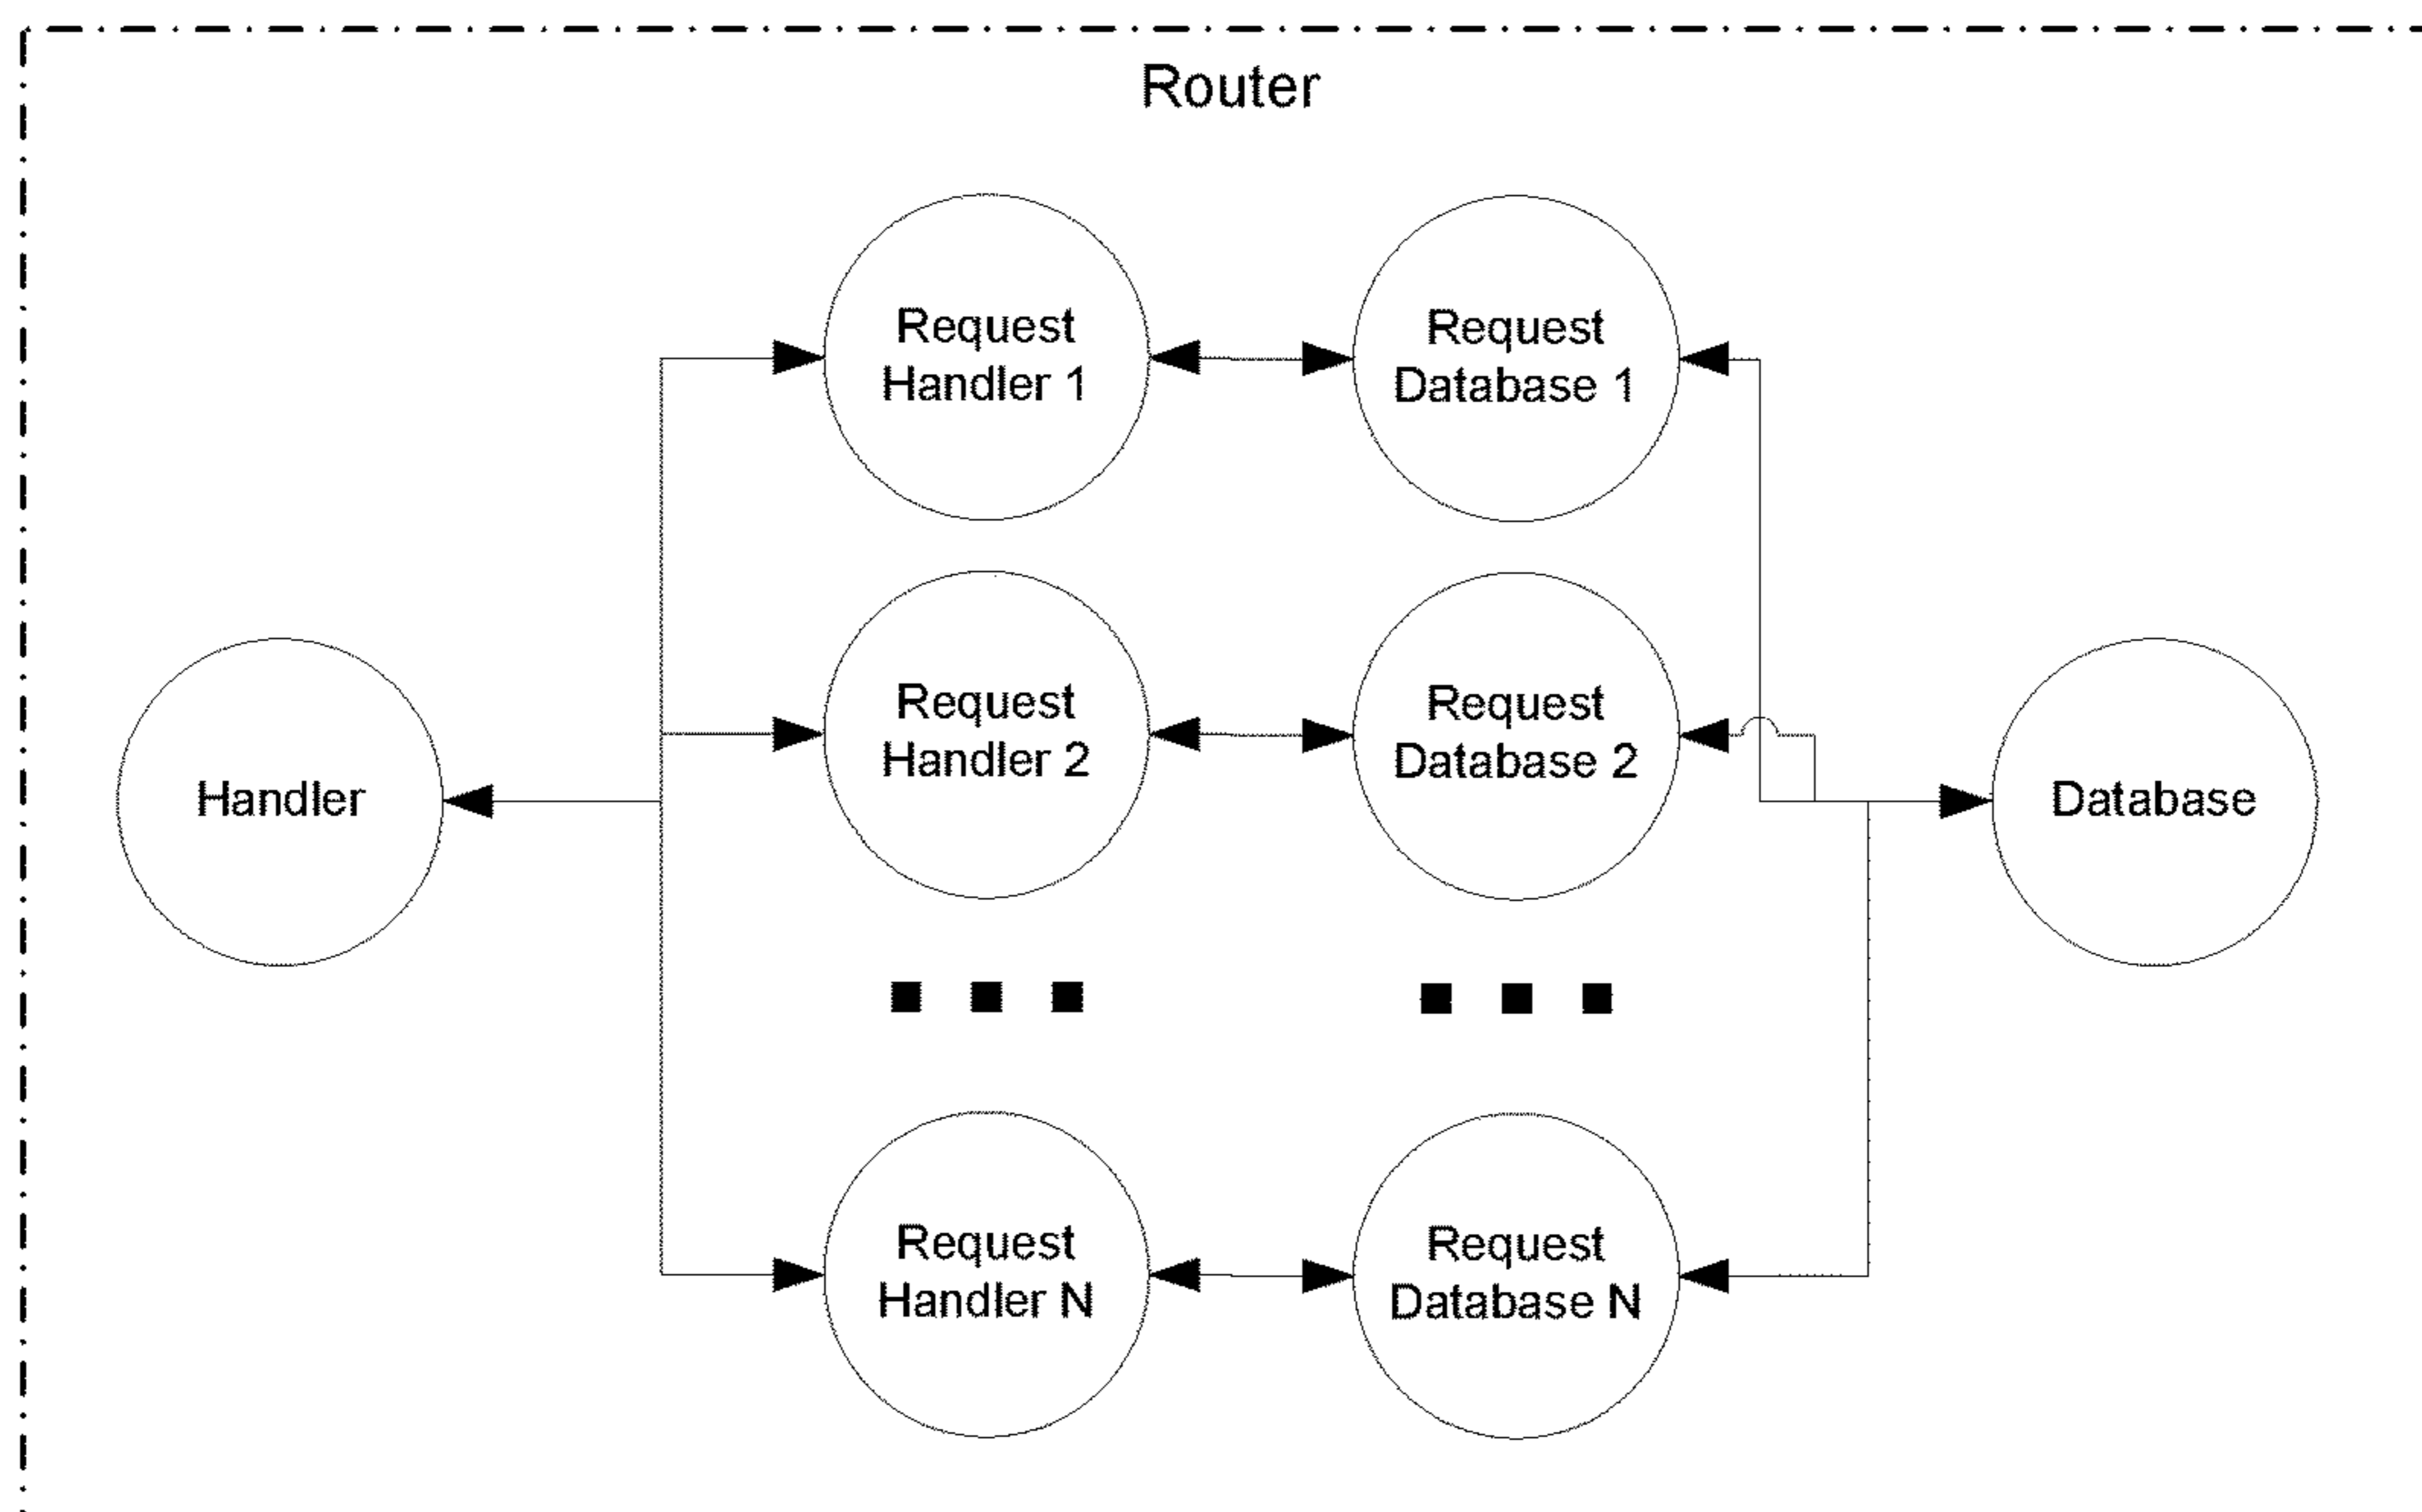 Router
Request
Handler 1
Request
Database 1
Request
Handler 2
Request
Database 2
Handler
Database
Request
Handler N
Request
Database N